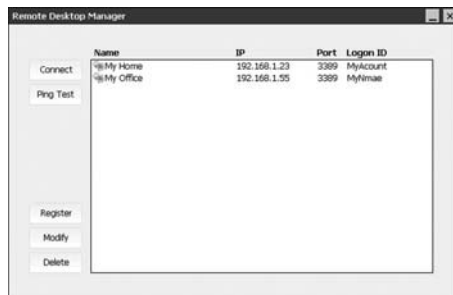 Remote Desktop Manager
Name IP Port Logon ID
Connect
My Home 192.168.1.23 3389 MyAcount
My Office 192.168.1.55 3389 MyNmae
Ping Test
Register
Modify
Delete